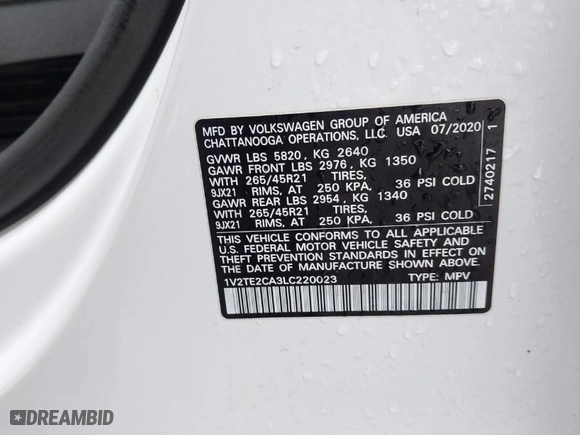 MFD BY VOLKSWAGEN GROUP OF AMERICA
CHATTANOOGA OPERATIONS, LLC USA 07/2020
GVWR LBS 5820, KG 2640
GAWR FRONT LBS 2976, KG 1350
WITH 265/45R21 TIRES,
9JX21 RIMS, AT 250 KPA, 36 PSI COLD
GAWR REAR LBS 2954, KG 1340
WITH 265/45R21 TIRES,
9JX21 RIMS, AT 250 KPA, 36 PSI COLD
THIS VEHICLE CONFORMS TO ALL APPLICABLE
U.S. FEDERAL MOTOR VEHICLE SAFETY AND
THEFT PREVENTION STANDARDS IN EFFECT ON
THE DATE OF MANUFACTURE SHOWN ABOVE.
1V2TE2CA3LC220023 TYPE: MPV
2740217 1
DREAMBID